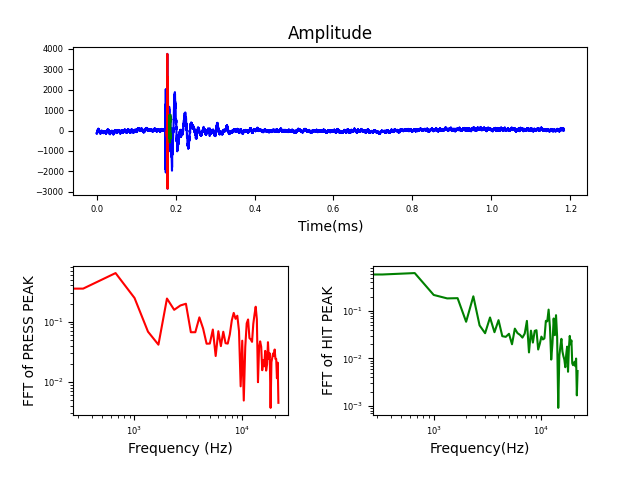 Amplitude
4000
3000
2000
1000
0
−1000
−2000
−3000
0.0 0.2 0.4 0.6 0.8 1.0 1.2
Time(ms)
FFT of PRESS PEAK
10⁻¹
10⁻²
10³ 10⁴
Frequency (Hz)
FFT of HIT PEAK
10⁻¹
10⁻²
10⁻³
10³ 10⁴
Frequency(Hz)